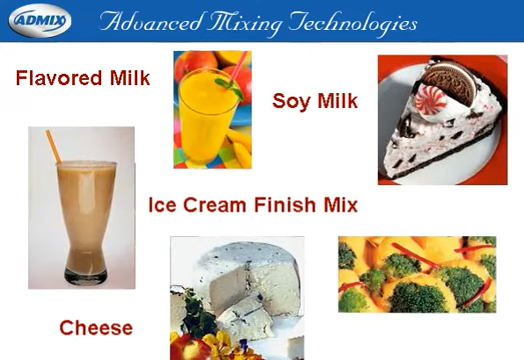 ADMIX
Advanced Mixing Technologies
Flavored Milk
Soy Milk
Ice Cream Finish Mix
Cheese